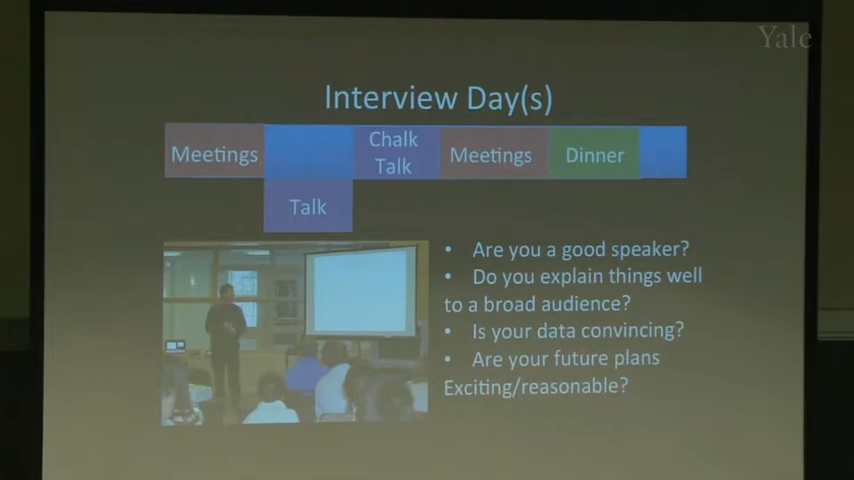 Yale
Interview Day(s)
Meetings
Chalk
Talk
Meetings
Dinner
Talk
• Are you a good speaker?
• Do you explain things well
to a broad audience?
• Is your data convincing?
• Are your future plans
Exciting/reasonable?